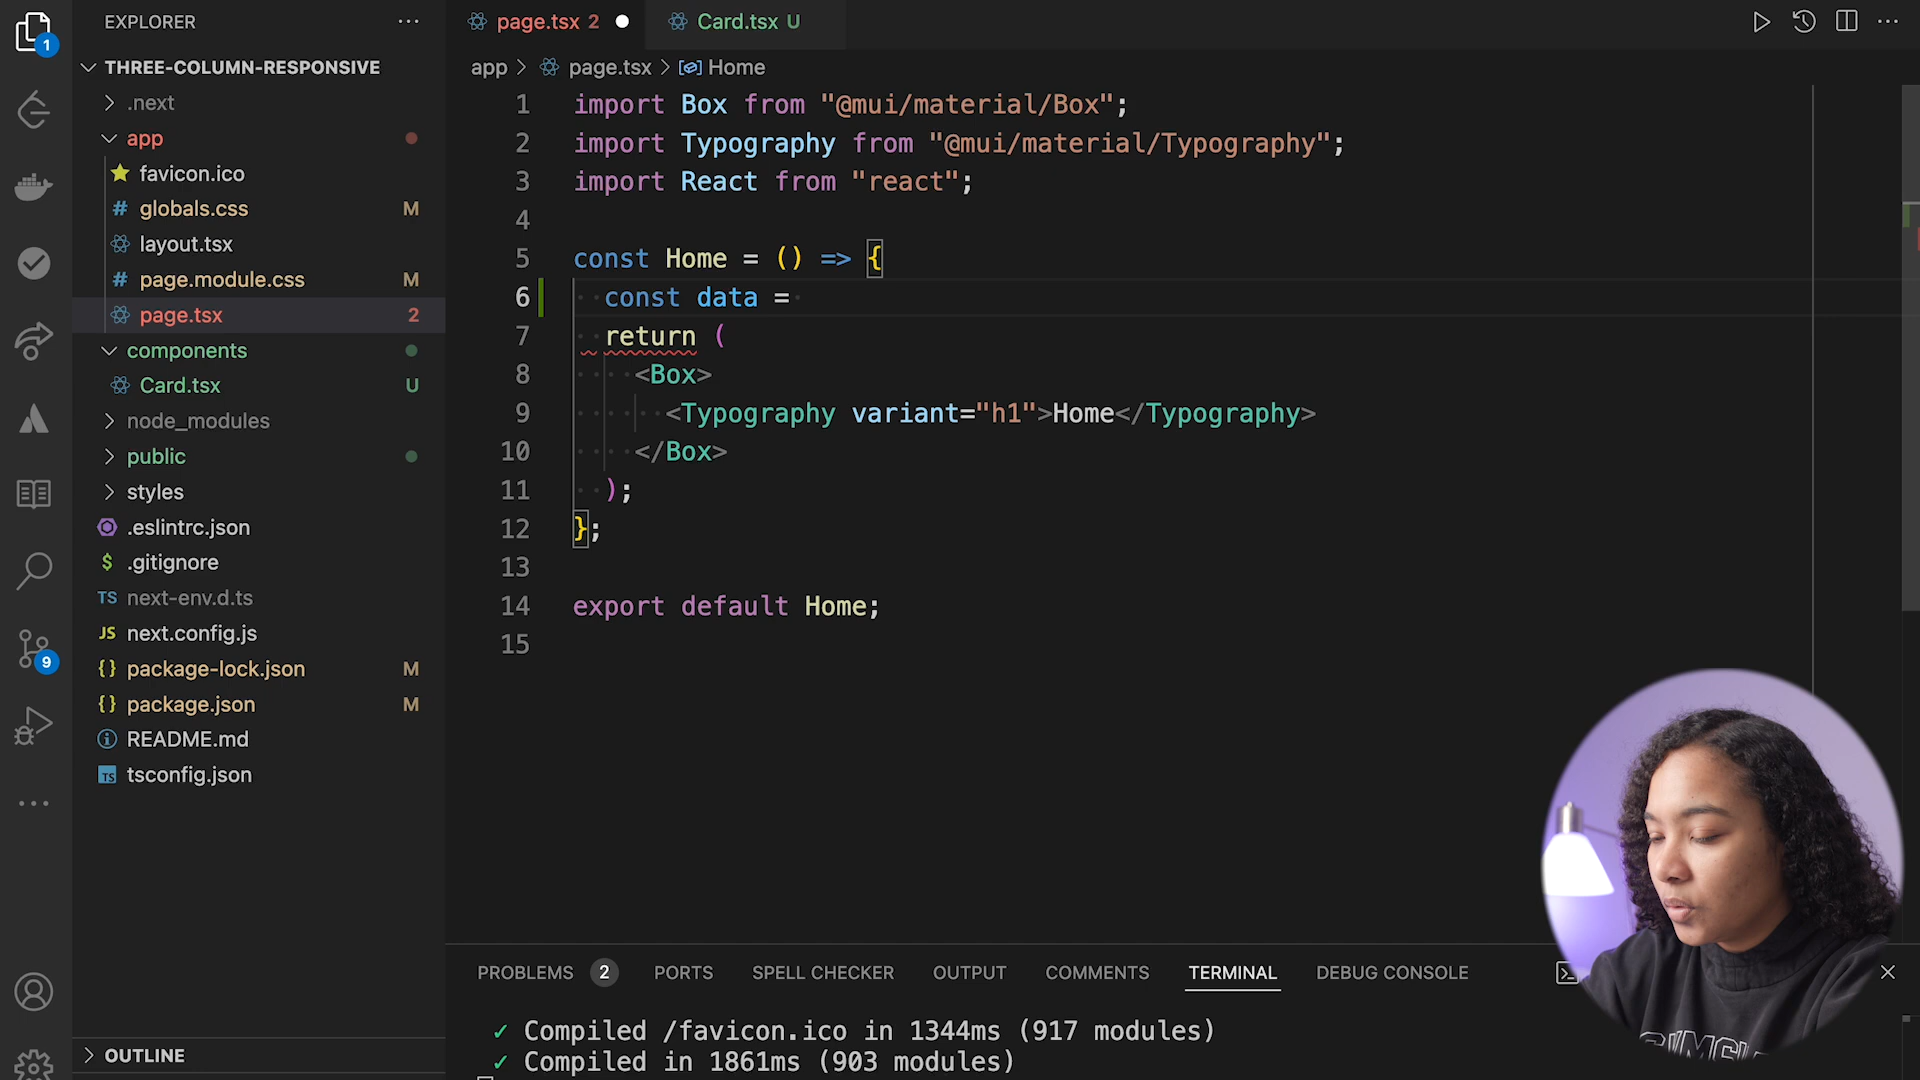 1
EXPLORER
THREE-COLUMN-RESPONSIVE
.next
app
favicon.ico
globals.css M
layout.tsx
page.module.css M
page.tsx 2
components
Card.tsx U
node_modules
public
styles
.eslintrc.json
.gitignore
TS next-env.d.ts
JS next.config.js
{} package-lock.json M
{} package.json M
README.md
TS tsconfig.json
9
OUTLINE
page.tsx 2
Card.tsx U
app > page.tsx > Home
1 import Box from "@mui/material/Box";
2 import Typography from "@mui/material/Typography";
3 import React from "react";
4
5 const Home = () => {
6 const data =
7 return (
8 <Box>
9 <Typography variant="h1">Home</Typography>
10 </Box>
11 );
12 };
13
14 export default Home;
15
PROBLEMS 2 PORTS SPELL CHECKER OUTPUT COMMENTS TERMINAL DEBUG CONSOLE
✓ Compiled /favicon.ico in 1344ms (917 modules)
✓ Compiled in 1861ms (903 modules)